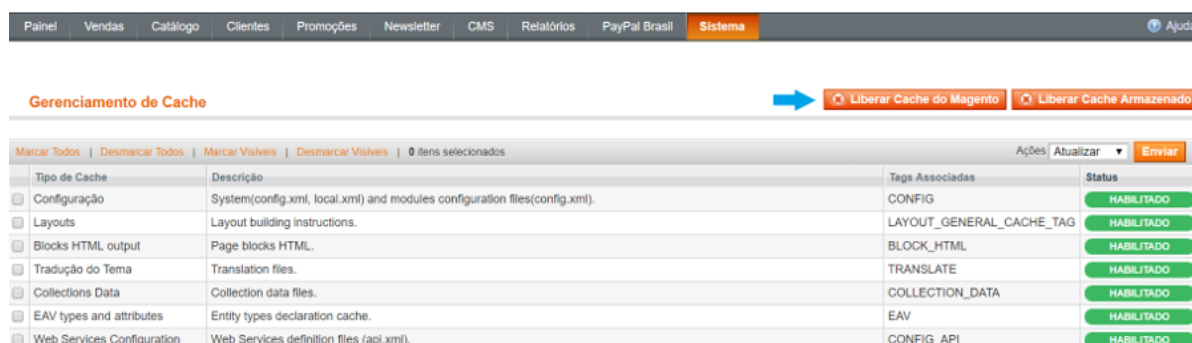 Painel Vendas Catálogo Clientes Promoções Newsletter CMS Relatórios PayPal Brasil Sistema Ajuda
Gerenciamento de Cache Liberar Cache do Magento Liberar Cache Armazenado
Marcar Todos | Desmarcar Todos | Marcar Visíveis | Desmarcar Visíveis | 0 itens selecionados Ações Atualizar Enviar
Tipo de Cache Descrição Tags Associadas Status
Configuração System(config.xml, local.xml) and modules configuration files(config.xml). CONFIG HABILITADO
Layouts Layout building instructions. LAYOUT_GENERAL_CACHE_TAG HABILITADO
Blocks HTML output Page blocks HTML. BLOCK_HTML HABILITADO
Tradução do Tema Translation files. TRANSLATE HABILITADO
Collections Data Collection data files. COLLECTION_DATA HABILITADO
EAV types and attributes Entity types declaration cache. EAV HABILITADO
Web Services Configuration Web Services definition files (api.xml). CONFIG_API HABILITADO